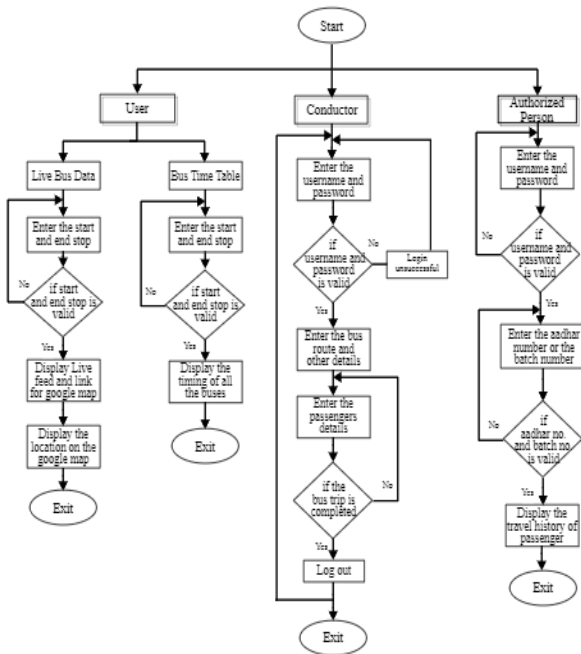 Start
User
Conductor
Authorized
Person
Live Bus Data
Bus Time Table
Enter the start
and end stop
No
if start
and end stop is
valid
Yes
Display Live
feed and link
for google map
Display the
location on the
google map
Exit
Enter the start
and end stop
No
if start
and end stop is
valid
Yes
Display the
timing of all
the buses
Exit
Enter the
username and
password
if
username and
password is
valid
No
Login
unsuccessful
Yes
Enter the bus
route and
other details
Enter the
passengers
details
if the
bus trip is
completed
No
Yes
Log out
Exit
Enter the
username and
password
if
username and
password
is valid
No
Yes
Enter the aadhar
number or the
batch number
if
aadhar no.
and batch no.
is valid
No
Yes
Display the
travel history of
passenger
Exit